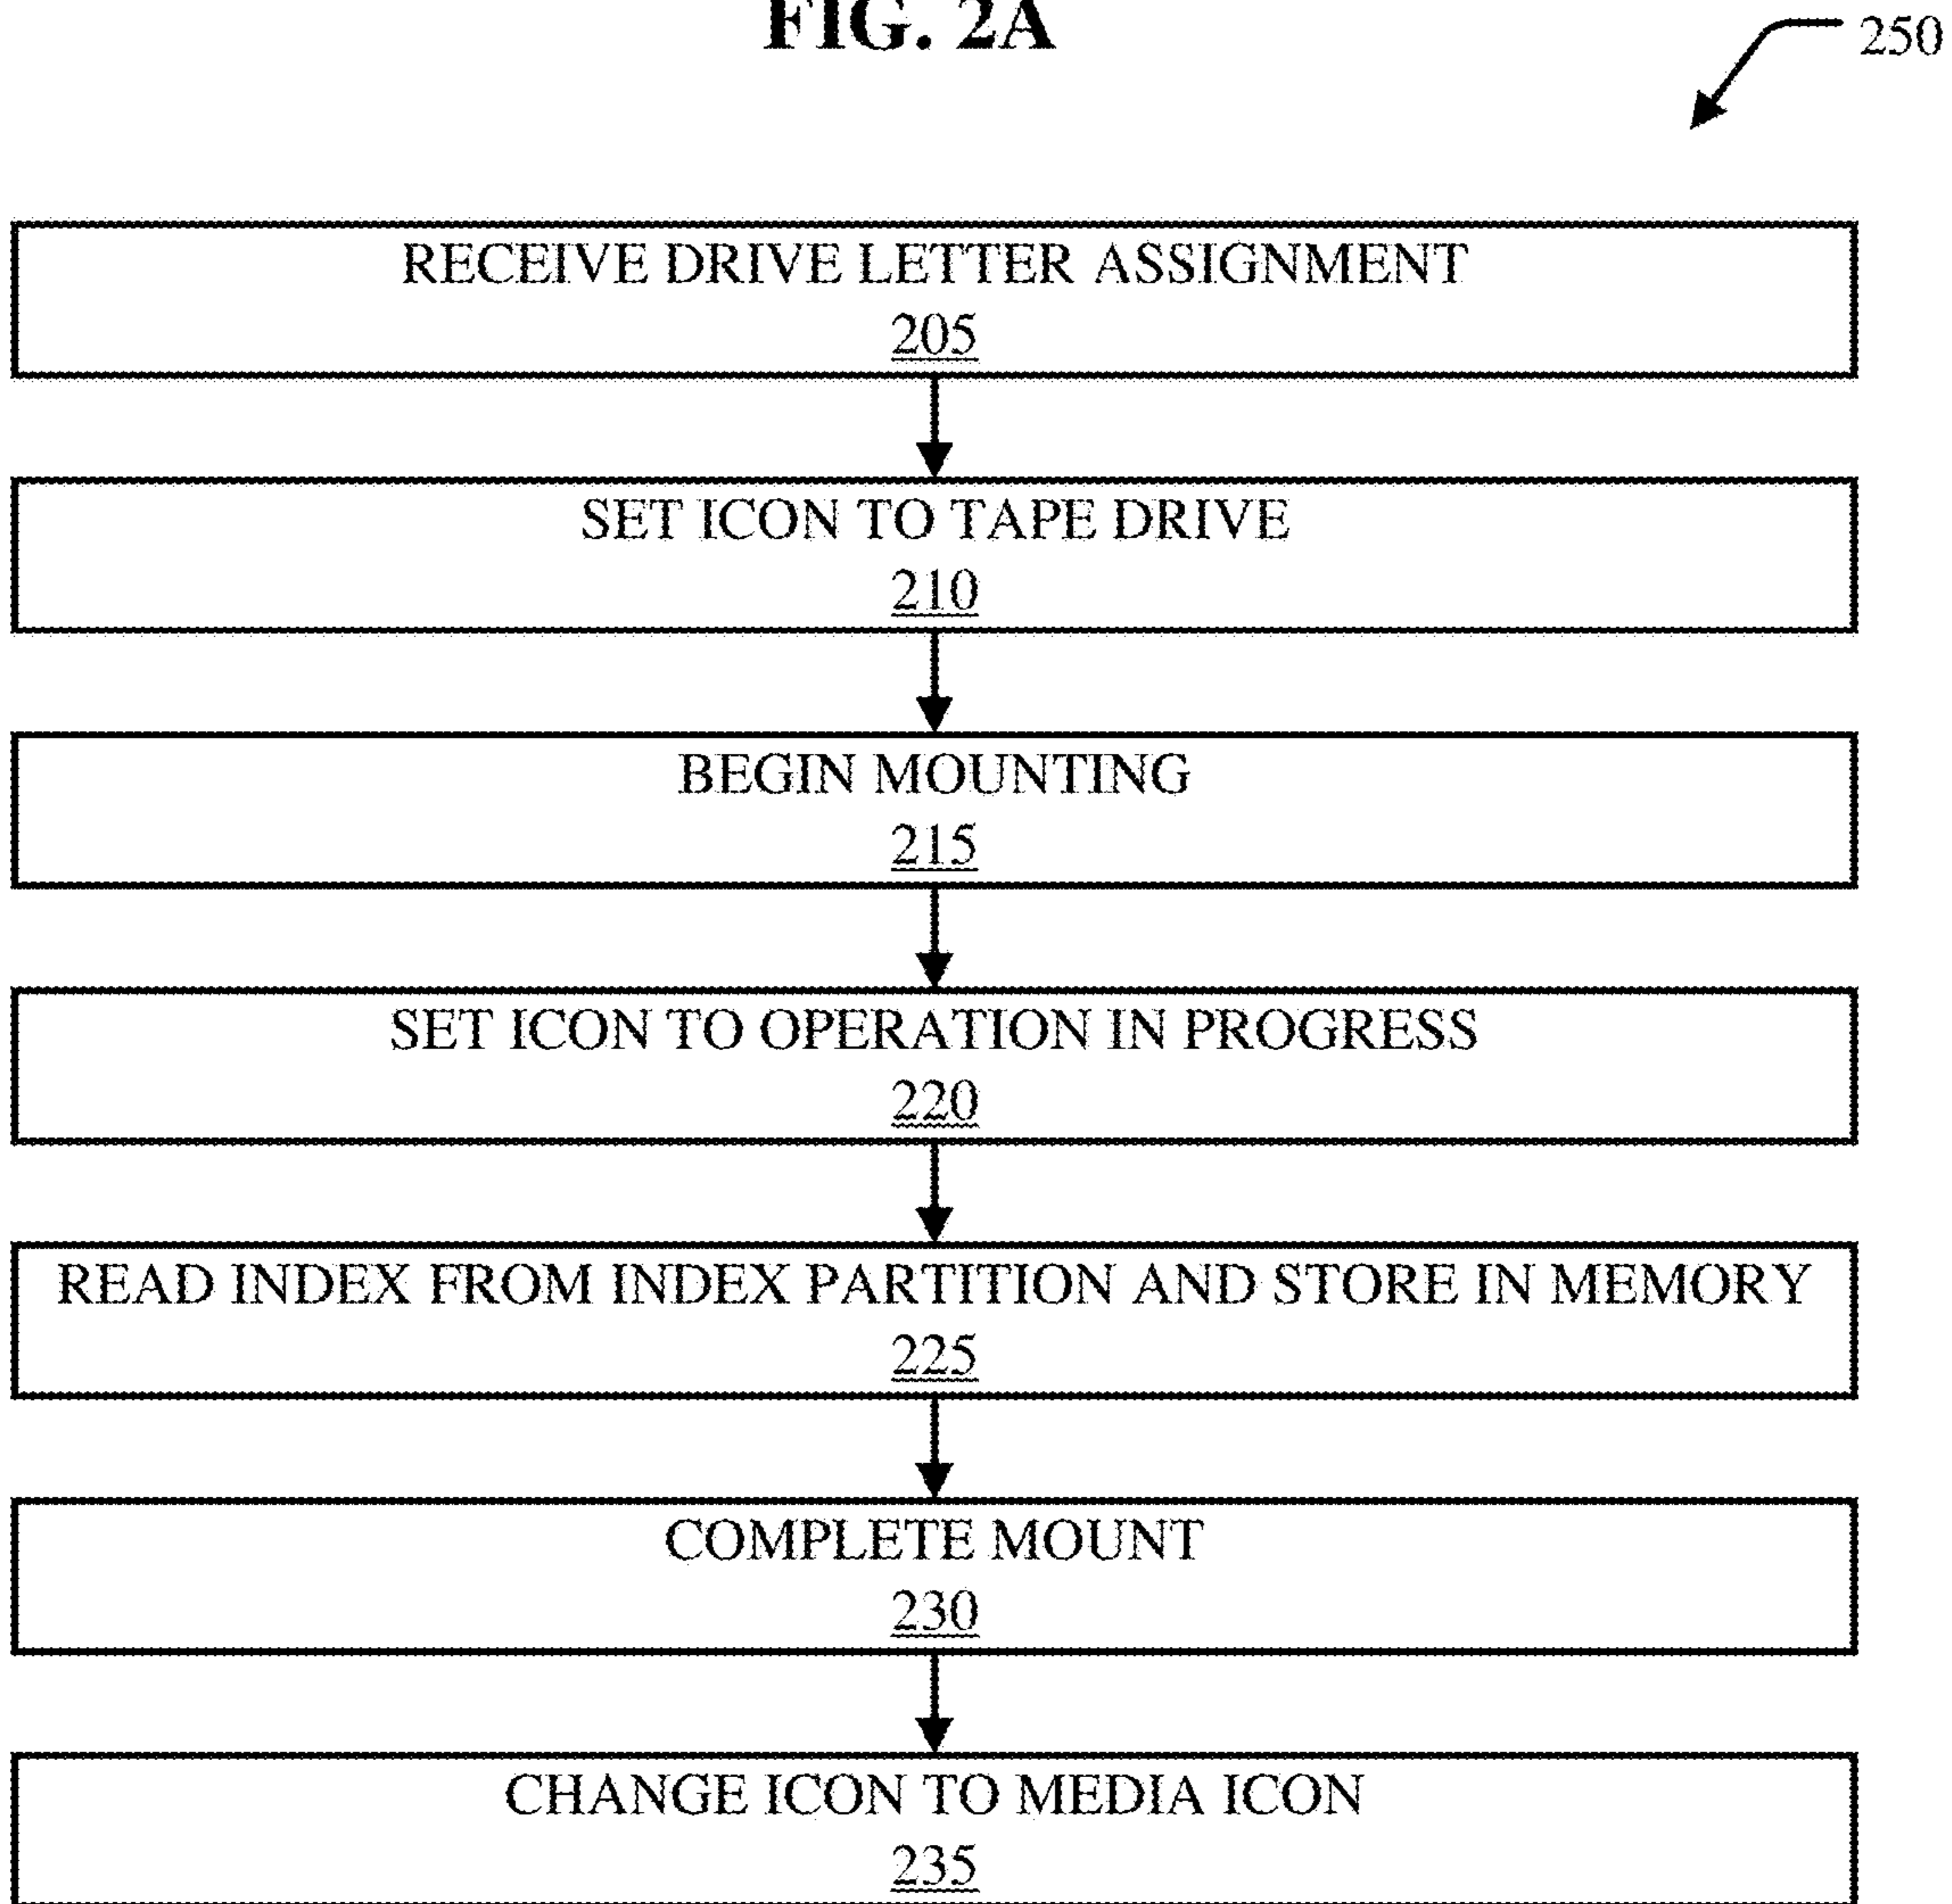 FIG. 2A
250
RECEIVE DRIVE LETTER ASSIGNMENT
205
SET ICON TO TAPE DRIVE
210
BEGIN MOUNTING
215
SET ICON TO OPERATION IN PROGRESS
220
READ INDEX FROM INDEX PARTITION AND STORE IN MEMORY
225
COMPLETE MOUNT
230
CHANGE ICON TO MEDIA ICON
235